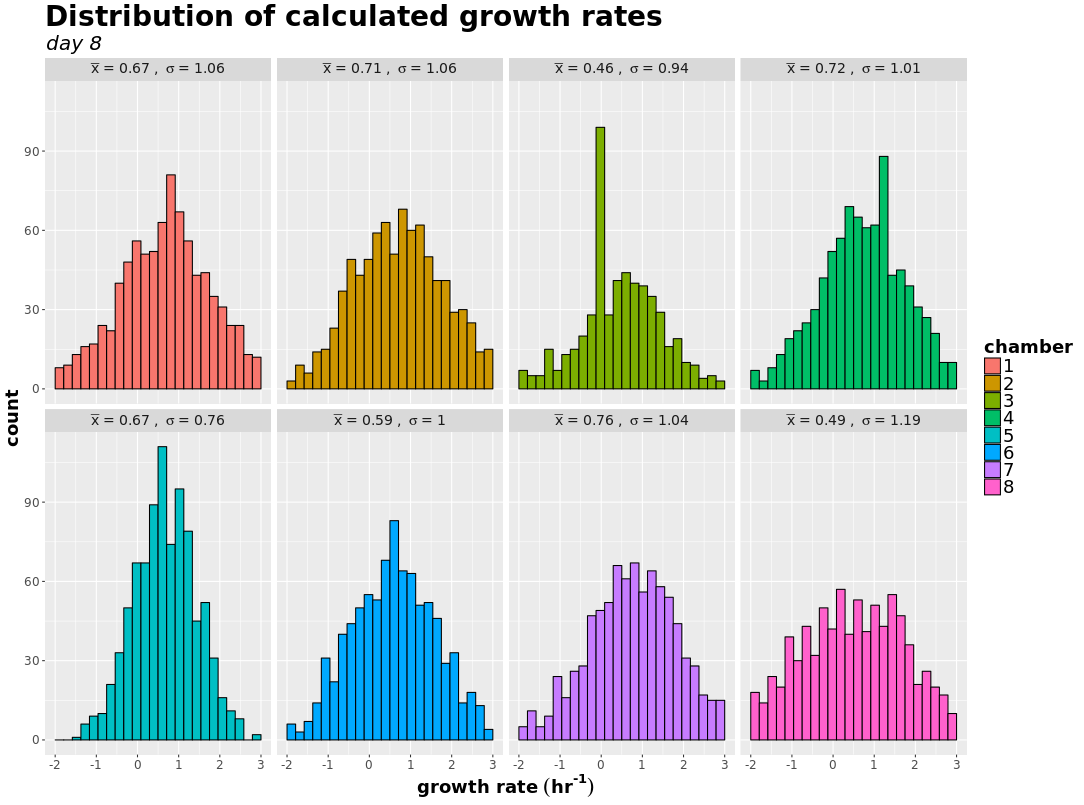 Distribution of calculated growth rates
day 8
x̅ = 0.67 , σ = 1.06
x̅ = 0.71 , σ = 1.06
x̅ = 0.46 , σ = 0.94
x̅ = 0.72 , σ = 1.01
90
60
30
0
x̅ = 0.67 , σ = 0.76
x̅ = 0.59 , σ = 1
x̅ = 0.76 , σ = 1.04
x̅ = 0.49 , σ = 1.19
90
60
30
0
-2 -1 0 1 2 3
-2 -1 0 1 2 3
-2 -1 0 1 2 3
-2 -1 0 1 2 3
growth rate (hr⁻¹)
count
chamber
1
2
3
4
5
6
7
8